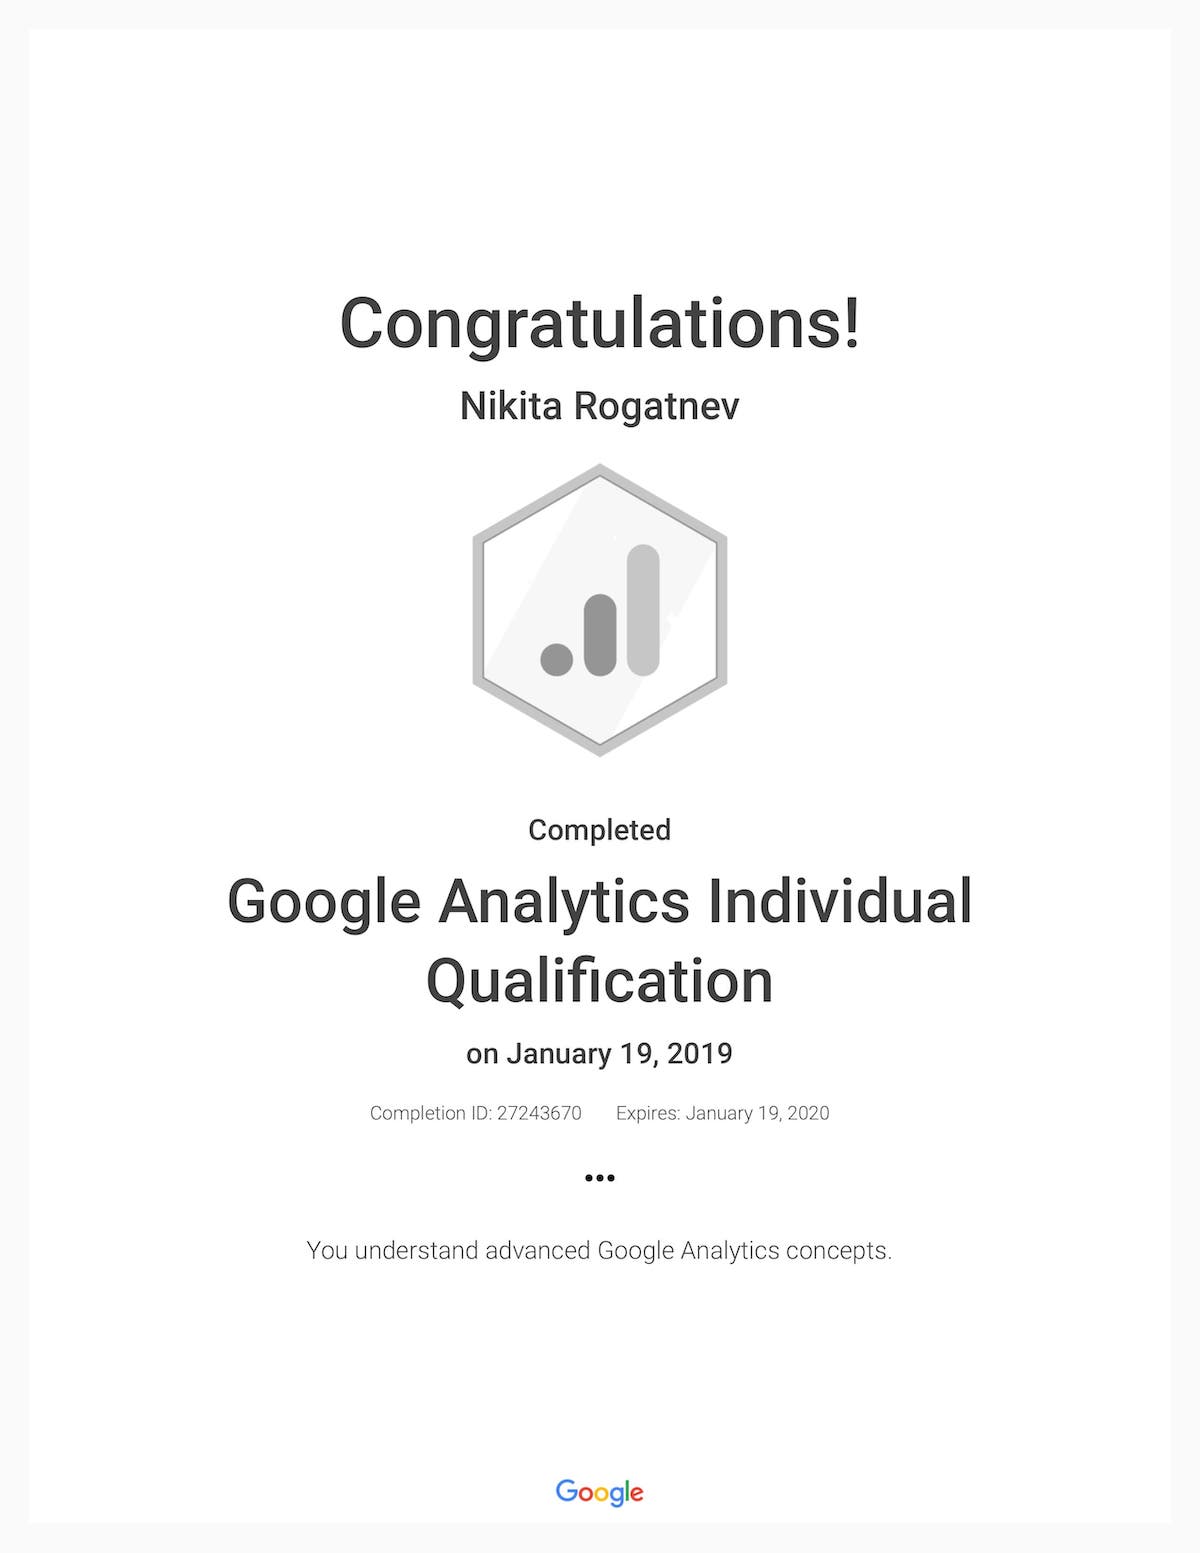 Congratulations!
Nikita Rogatnev
Completed
Google Analytics Individual
Qualification
on January 19, 2019
Completion ID: 27243670 Expires: January 19, 2020
•••
You understand advanced Google Analytics concepts.
Google